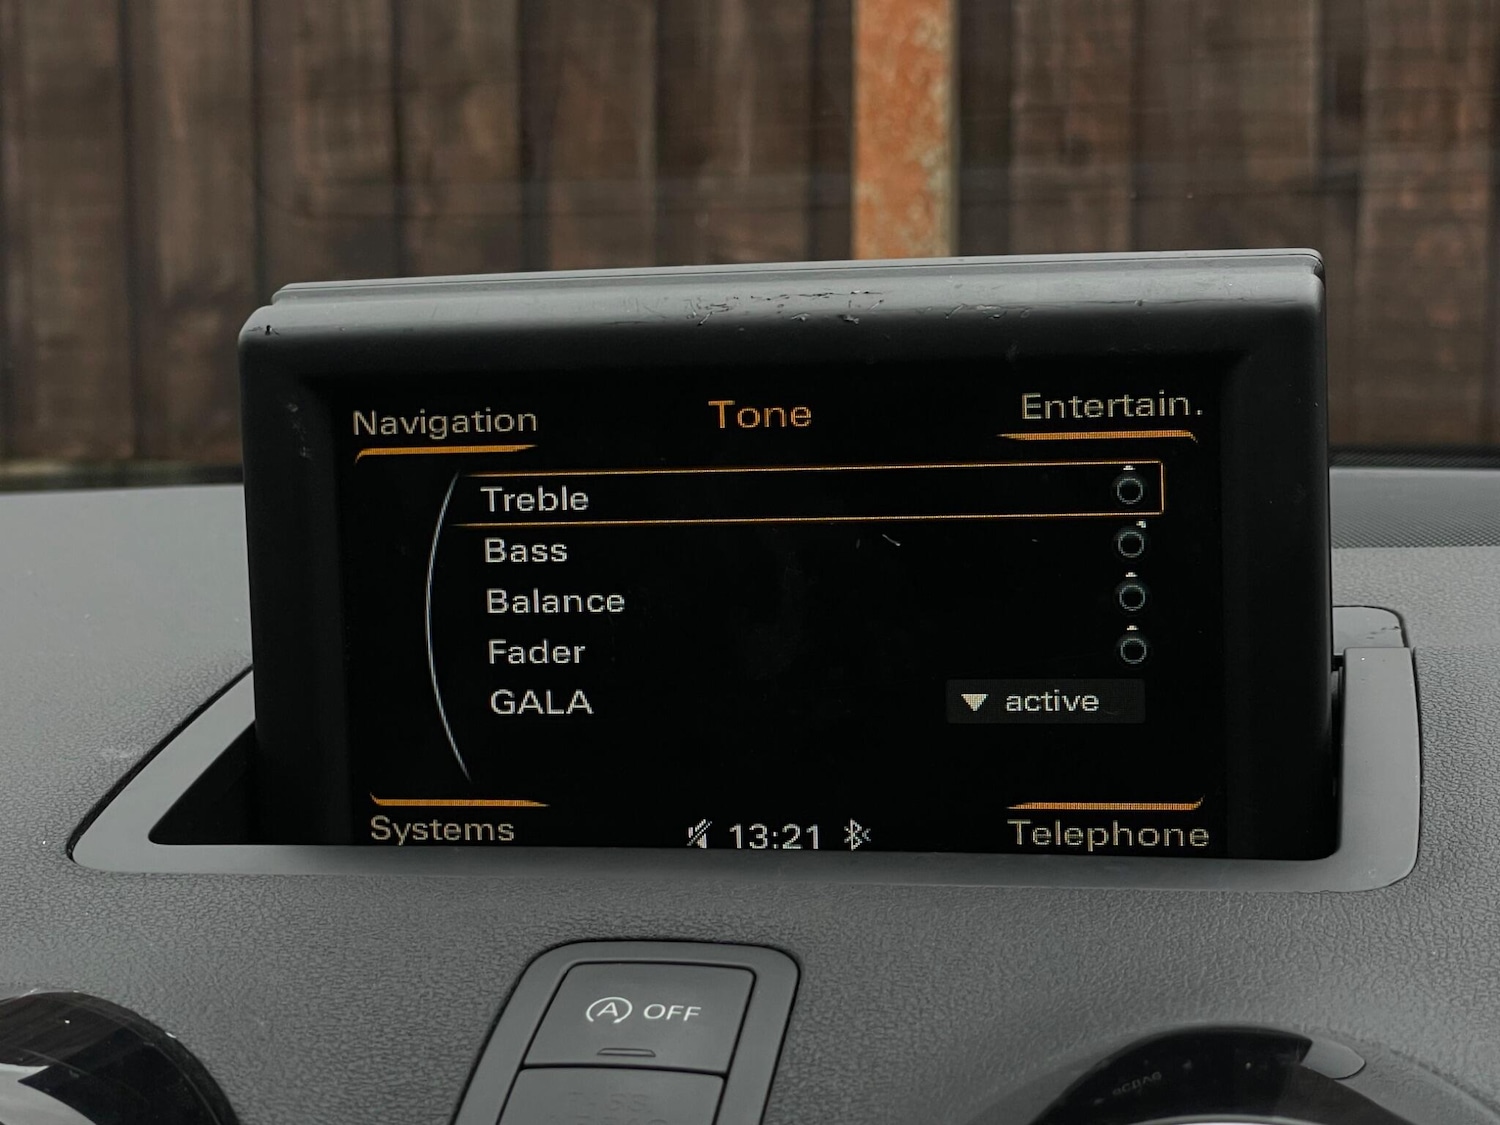 Navigation
Tone
Entertain.
Treble
Bass
Balance
Fader
GALA
active
Systems
13:21
Telephone
A OFF